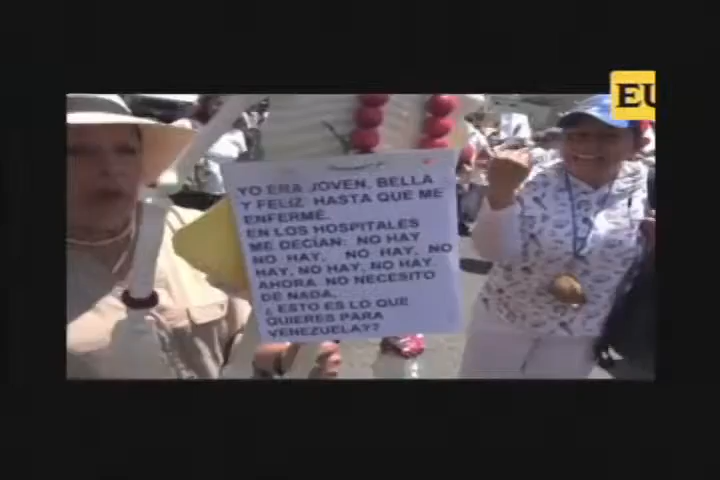 EU
YO ERA JOVEN, BELLA
Y FELIZ HASTA QUE ME
ENFERMÉ.
EN LOS HOSPITALES
ME DECÍAN: NO HAY
NO HAY, NO HAY, NO
HAY, NO HAY, NO HAY.
AHORA NO NECESITO
DE NADA.
¿ESTO ES LO QUE
QUIERES PARA
VENEZUELA??